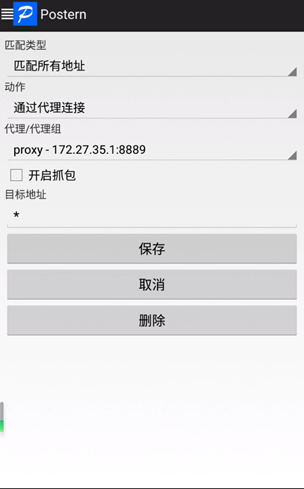 Postern
匹配类型
匹配所有地址
动作
通过代理连接
代理/代理组
proxy - 172.27.35.1:8889
开启抓包
目标地址
*
保存
取消
删除